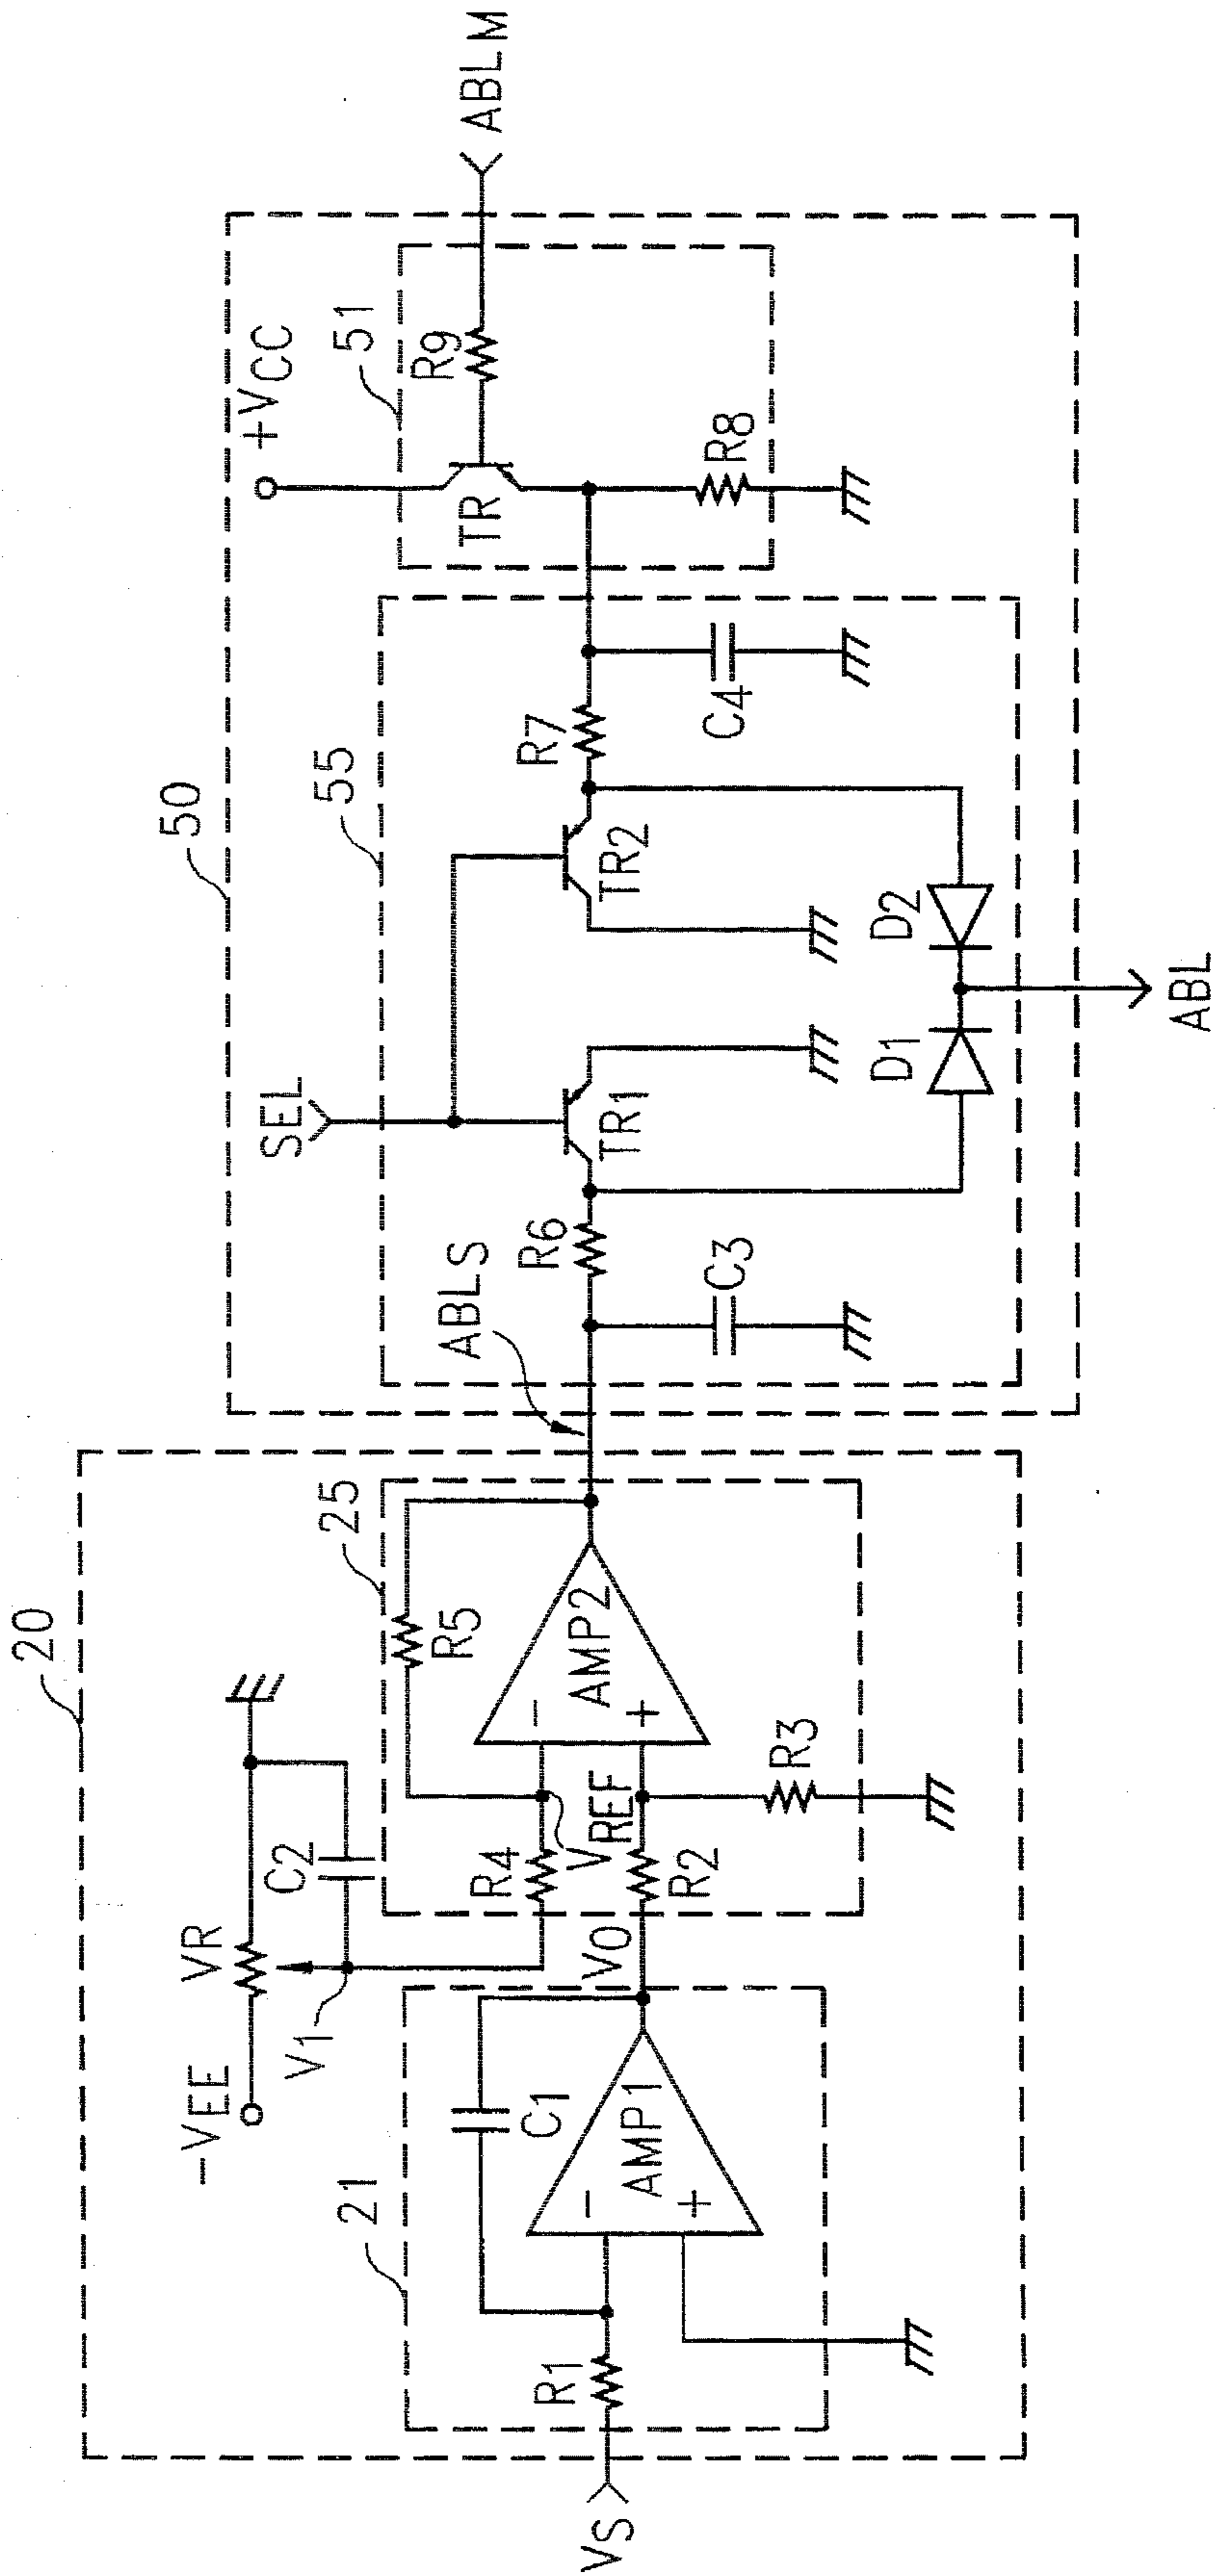 20
-VEE
VR
C2
V1
21
C1
AMP1
-
+
R1
VS
VO
25
R5
R4
VREF
R2
R3
AMP2
-
+
50
ABLS
55
SEL
R6
C3
TR1
TR2
R7
C4
D1
D2
ABL
+VCC
51
TR
R9
R8
ABLM